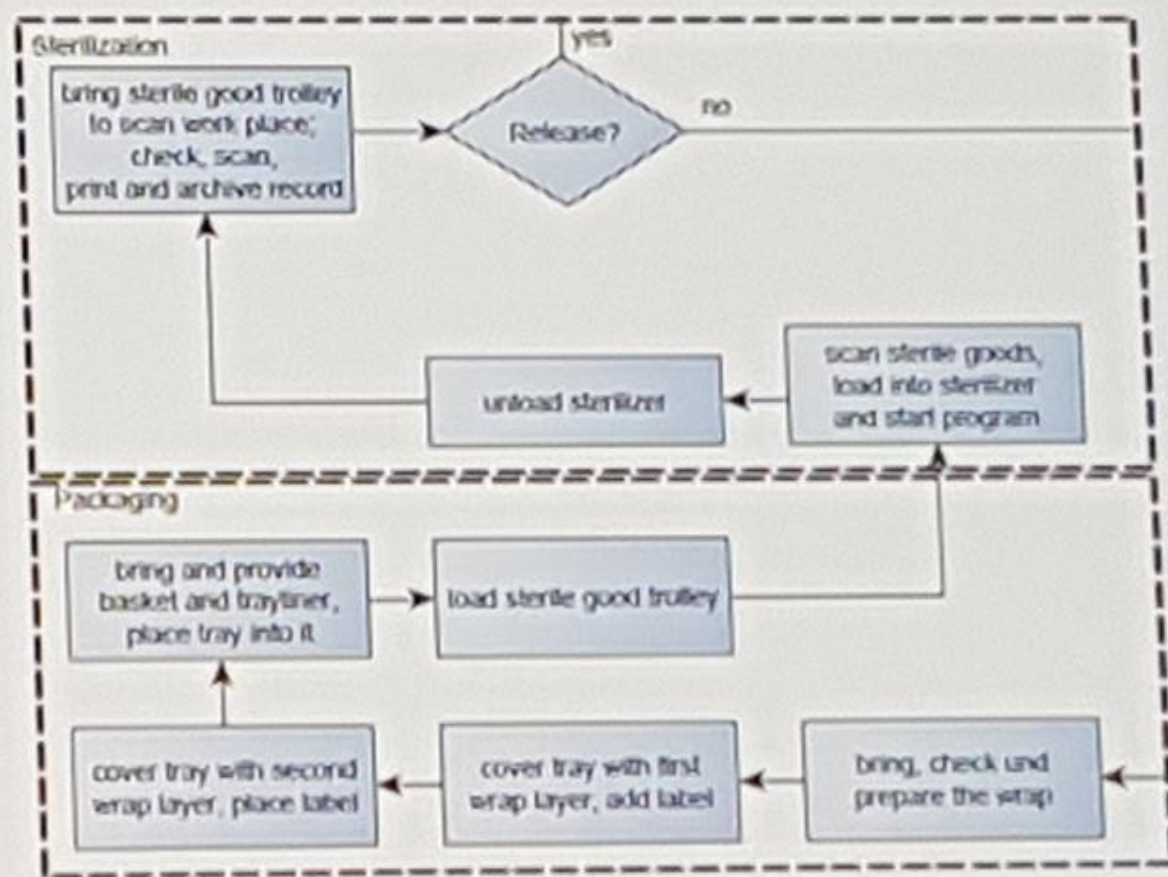 Sterilization
yes
bring sterile good trolley
to scan work place;
check, scan,
print and archive record
Release?
no
scan sterile goods,
load into sterilizer
and start program
unload sterilizer
Packaging
bring and provide
basket and trayliner,
place tray into it
load sterile good trolley
cover tray with second
wrap layer, place label
cover tray with first
wrap layer, add label
bring, check und
prepare the wrap